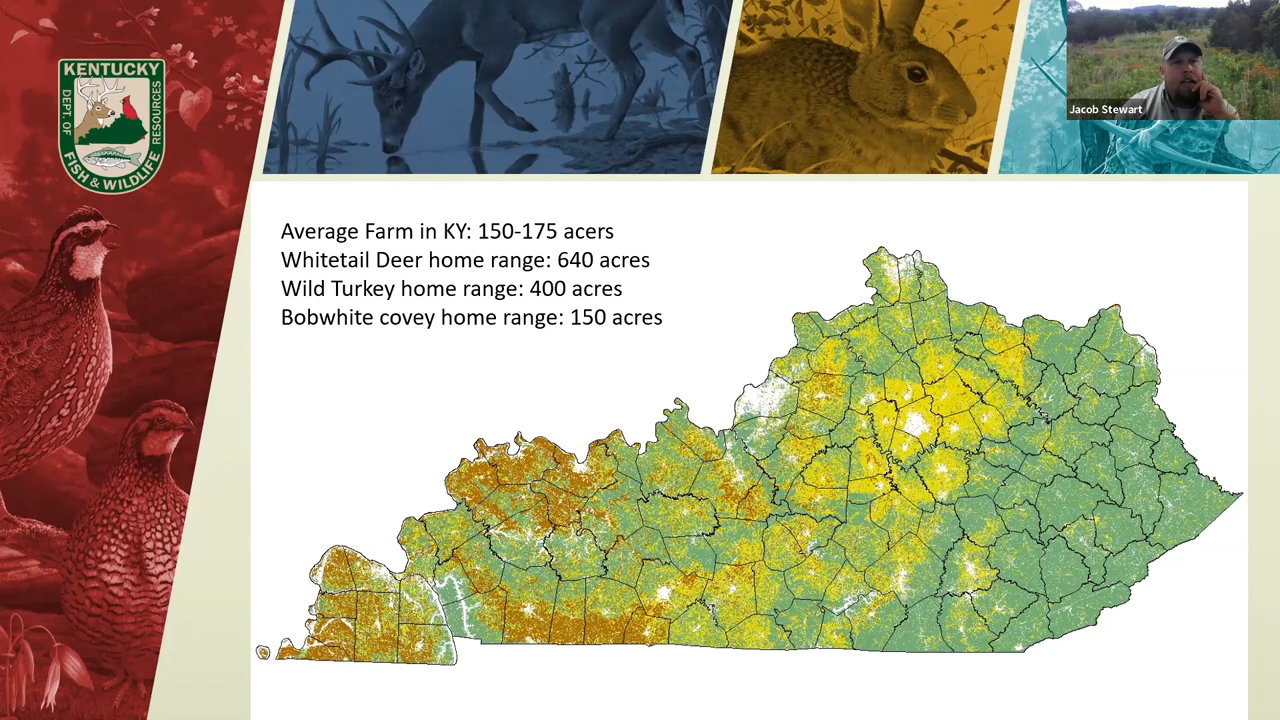 KENTUCKY
DEPT. OF
FISH & WILDLIFE
RESOURCES
Jacob Stewart
Average Farm in KY: 150-175 acers
Whitetail Deer home range: 640 acres
Wild Turkey home range: 400 acres
Bobwhite covey home range: 150 acres